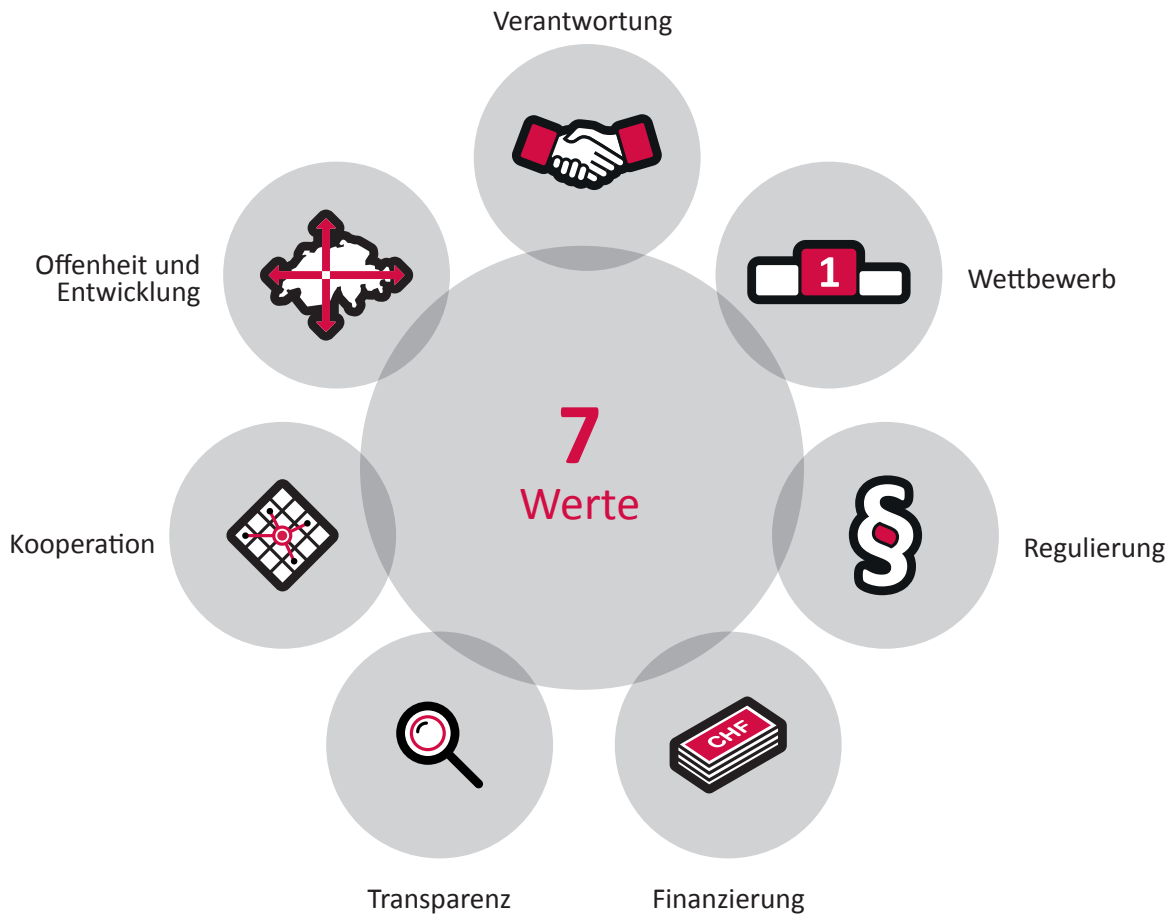 Verantwortung
Offenheit und
Entwicklung
1
Wettbewerb
7
Werte
Kooperation
§
Regulierung
CHF
Transparenz
Finanzierung